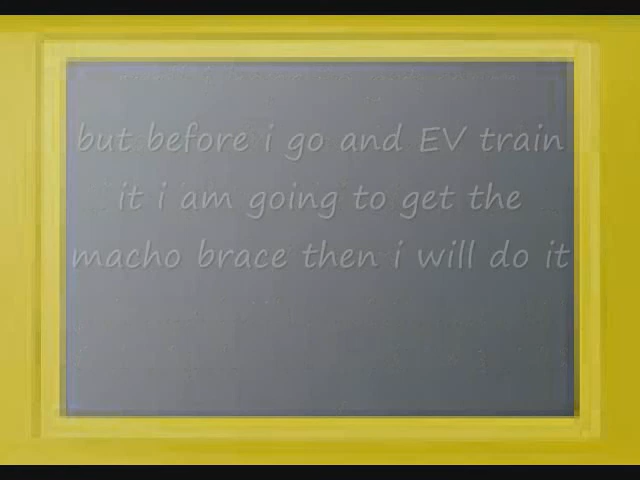 but before i go and EV train
it i am going to get the
macho brace then i will do it